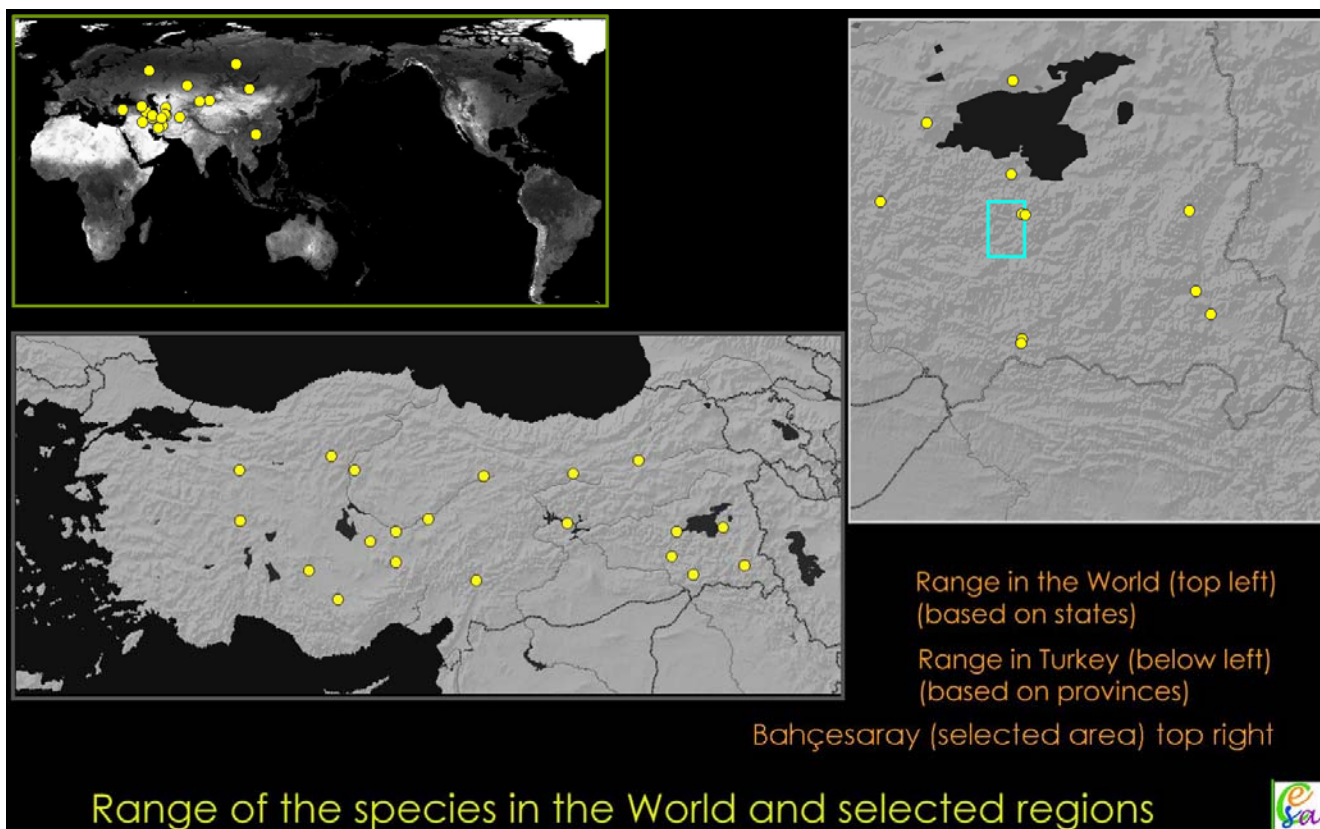 Range in the World (top left)
(based on states)
Range in Turkey (below left)
(based on provinces)
Bahçesaray (selected area) top right
Range of the species in the World and selected regions
esa